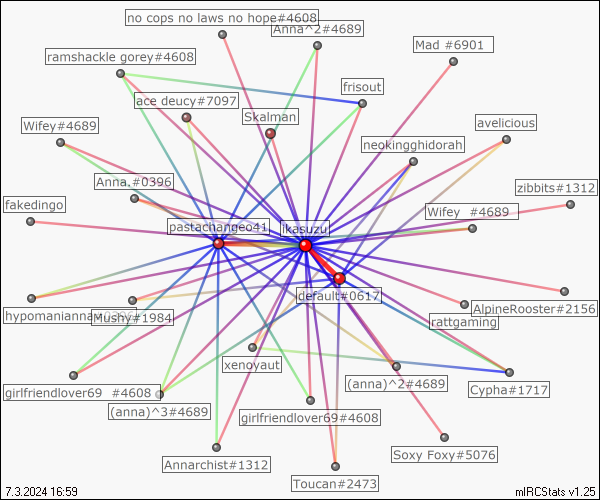 no cops no laws no hope#4608
Anna^2#4689
Mad #6901
ramshackle gorey#4608
frisout
ace deucy#7097
Skalman
avelicious
Wifey#4689
neokingghidorah
Anna,#0396
zibbits#1312
fakedingo
Wifey  #4689
pastachangeo41
jkasuzu
default#0617
hypomanianna
Mushy#1984
AlpineRooster#2156
rattgaming
xenoyaut
(anna)^2#4689
girlfriendlover69  #4608
Cypha#1717
(anna)^3#4689
girlfriendlover69#4608
Soxy Foxy#5076
Annarchist#1312
Toucan#2473
7.3.2024 16:59
mIRCStats v1.25